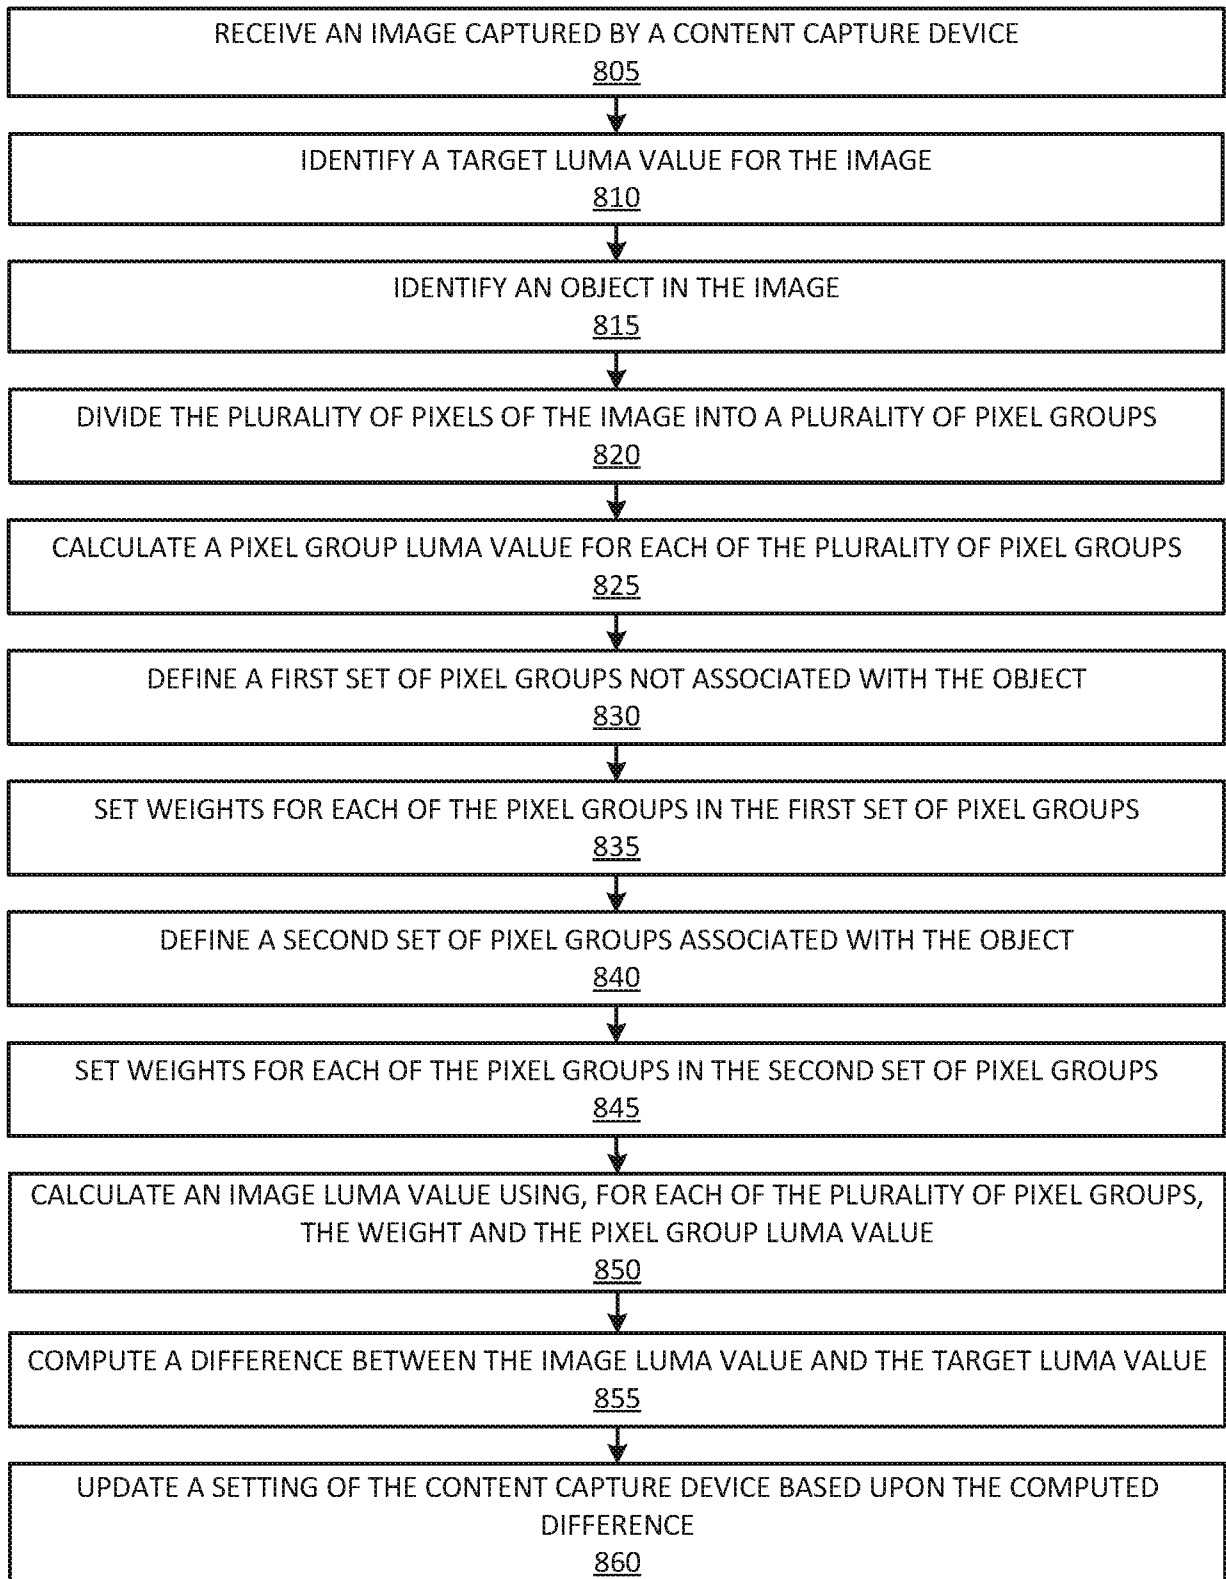 RECEIVE AN IMAGE CAPTURED BY A CONTENT CAPTURE DEVICE
805
IDENTIFY A TARGET LUMA VALUE FOR THE IMAGE
810
IDENTIFY AN OBJECT IN THE IMAGE
815
DIVIDE THE PLURALITY OF PIXELS OF THE IMAGE INTO A PLURALITY OF PIXEL GROUPS
820
CALCULATE A PIXEL GROUP LUMA VALUE FOR EACH OF THE PLURALITY OF PIXEL GROUPS
825
DEFINE A FIRST SET OF PIXEL GROUPS NOT ASSOCIATED WITH THE OBJECT
830
SET WEIGHTS FOR EACH OF THE PIXEL GROUPS IN THE FIRST SET OF PIXEL GROUPS
835
DEFINE A SECOND SET OF PIXEL GROUPS ASSOCIATED WITH THE OBJECT
840
SET WEIGHTS FOR EACH OF THE PIXEL GROUPS IN THE SECOND SET OF PIXEL GROUPS
845
CALCULATE AN IMAGE LUMA VALUE USING, FOR EACH OF THE PLURALITY OF PIXEL GROUPS,
THE WEIGHT AND THE PIXEL GROUP LUMA VALUE
850
COMPUTE A DIFFERENCE BETWEEN THE IMAGE LUMA VALUE AND THE TARGET LUMA VALUE
855
UPDATE A SETTING OF THE CONTENT CAPTURE DEVICE BASED UPON THE COMPUTED
DIFFERENCE
860